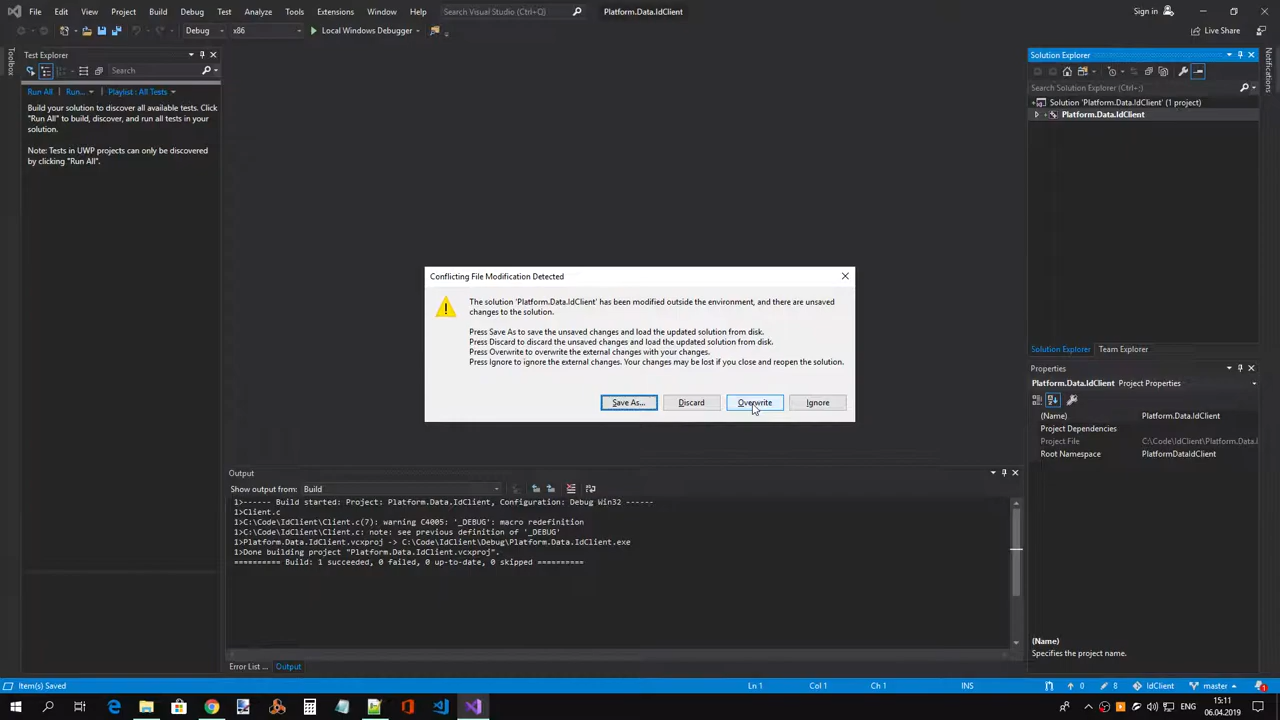 File Edit View Project Build Debug Test Analyze Tools Extensions Window Help Search Visual Studio (Ctrl+Q) Platform.Data.IdClient Sign in
Debug x86 Local Windows Debugger Live Share
Toolbox
Test Explorer
Search
Run All Run... Playlist : All Tests
Build your solution to discover all available tests. Click
"Run All" to build, discover, and run all tests in your
solution.
Note: Tests in UWP projects can only be discovered
by clicking "Run All".
Conflicting File Modification Detected
The solution 'Platform.Data.IdClient' has been modified outside the environment, and there are unsaved
changes to the solution.
Press Save As to save the unsaved changes and load the updated solution from disk.
Press Discard to discard the unsaved changes and load the updated solution from disk.
Press Overwrite to overwrite the external changes with your changes.
Press Ignore to ignore the external changes. Your changes may be lost if you close and reopen the solution.
Save As... Discard Overwrite Ignore
Output
Show output from: Build
1>------ Build started: Project: Platform.Data.IdClient, Configuration: Debug Win32 ------
1>Client.c
1>C:\Code\IdClient\Client.c(7): warning C4005: '_DEBUG': macro redefinition
1>C:\Code\IdClient\Client.c: note: see previous definition of '_DEBUG'
1>Platform.Data.IdClient.vcxproj -> C:\Code\IdClient\Debug\Platform.Data.IdClient.exe
1>Done building project "Platform.Data.IdClient.vcxproj".
========== Build: 1 succeeded, 0 failed, 0 up-to-date, 0 skipped ==========
Error List ... Output
Solution Explorer
Search Solution Explorer (Ctrl+;)
Solution 'Platform.Data.IdClient' (1 project)
Platform.Data.IdClient
Solution Explorer Team Explorer
Notifications
Properties
Platform.Data.IdClient Project Properties
(Name) Platform.Data.IdClient
Project Dependencies
Project File C:\Code\IdClient\Platform.Data.I
Root Namespace PlatformDataIdClient
(Name)
Specifies the project name.
Item(s) Saved Ln 1 Col 1 Ch 1 INS 0 8 IdClient master 1
ENG 15:11
06.04.2019